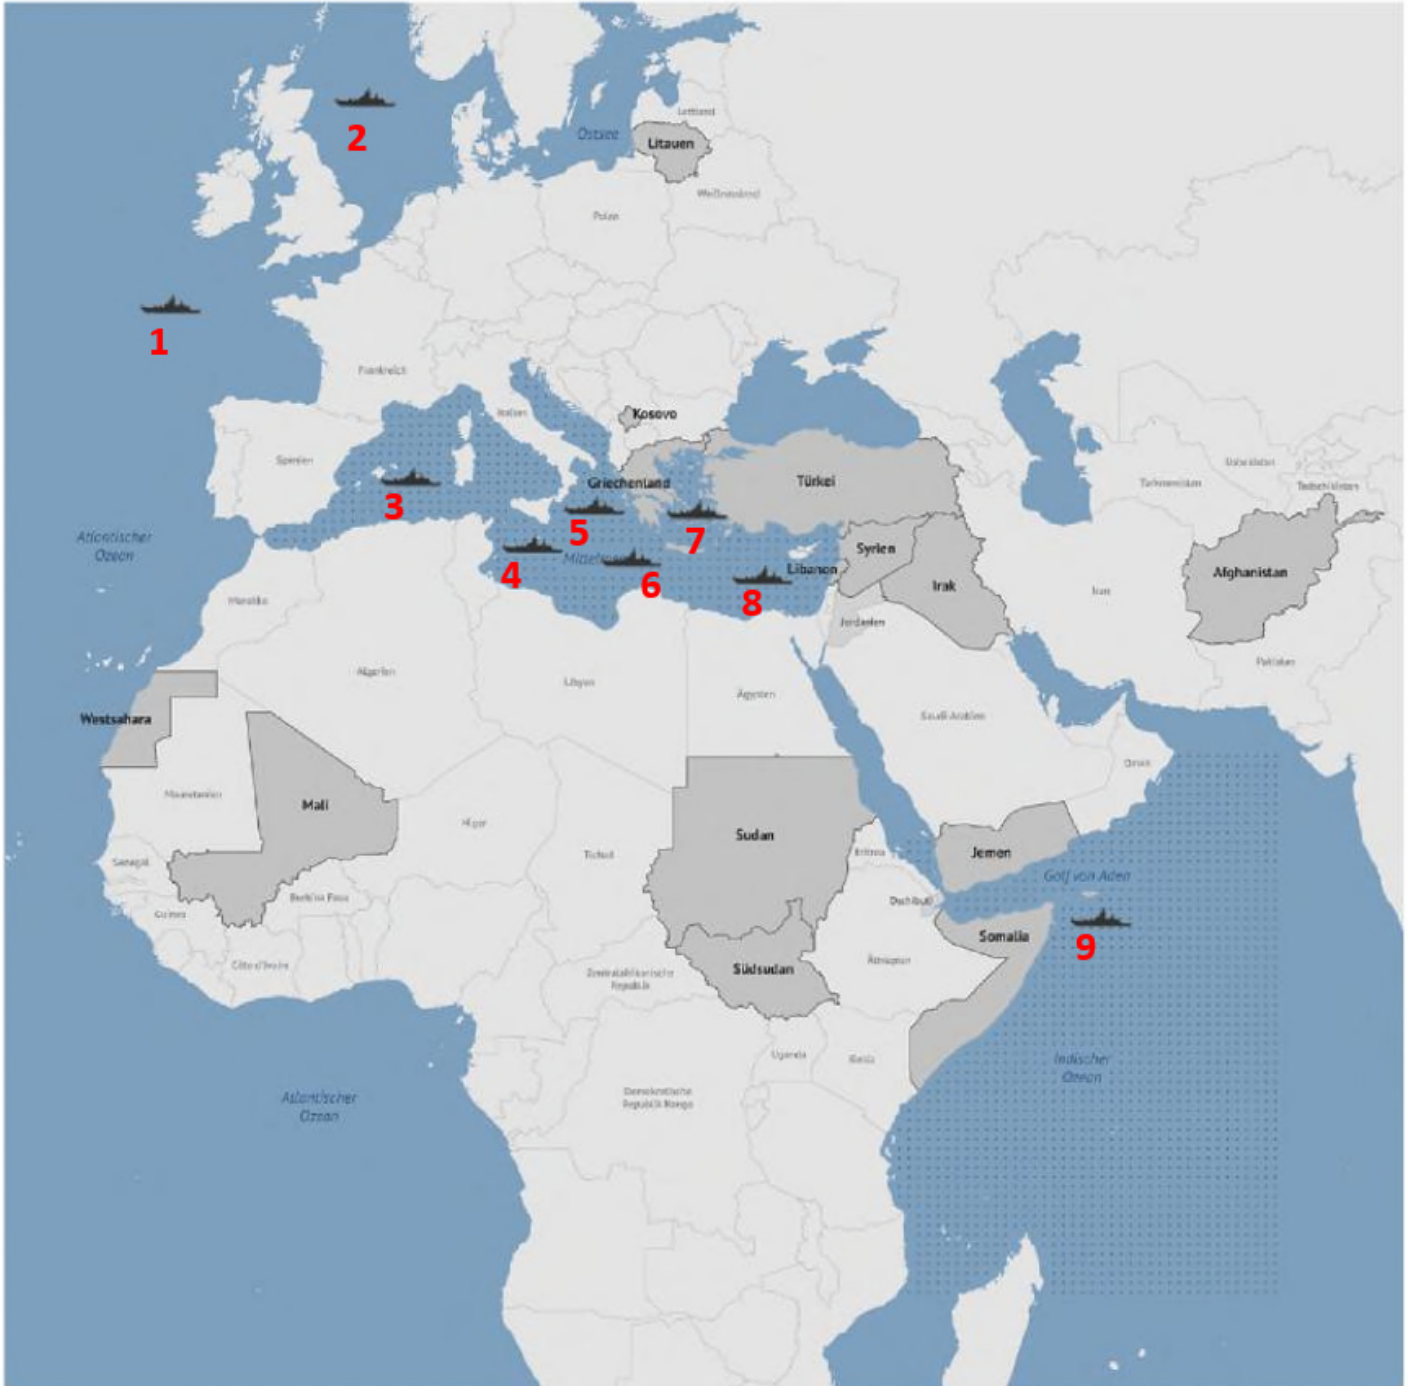 2
Lettland
Ostsee
Litauen
Weißrussland
Polen
1
Frankreich
Italien
Kosovo
Spanien
3
Griechenland
Türkei
Usbekistan
Turkmenistan
Tadschikistan
5
7
Atlantischer
Ozean
4
6
8
Libanon
Syrien
Irak
Iran
Afghanistan
Marokko
Jordanien
Pakistan
Algerien
Libyen
Ägypten
Saudi-Arabien
Westsahara
Oman
Mauretanien
Mali
Niger
Tschad
Sudan
Eritrea
Jemen
Senegal
Golf von Aden
Burkina Faso
Dschibuti
Guinea
Somalia
9
Côte d'Ivoire
Zentralafrikanische
Republik
Südsudan
Äthiopien
Uganda
Kenia
Indischer
Ozean
Demokratische
Republik Kongo
Atlantischer
Ozean